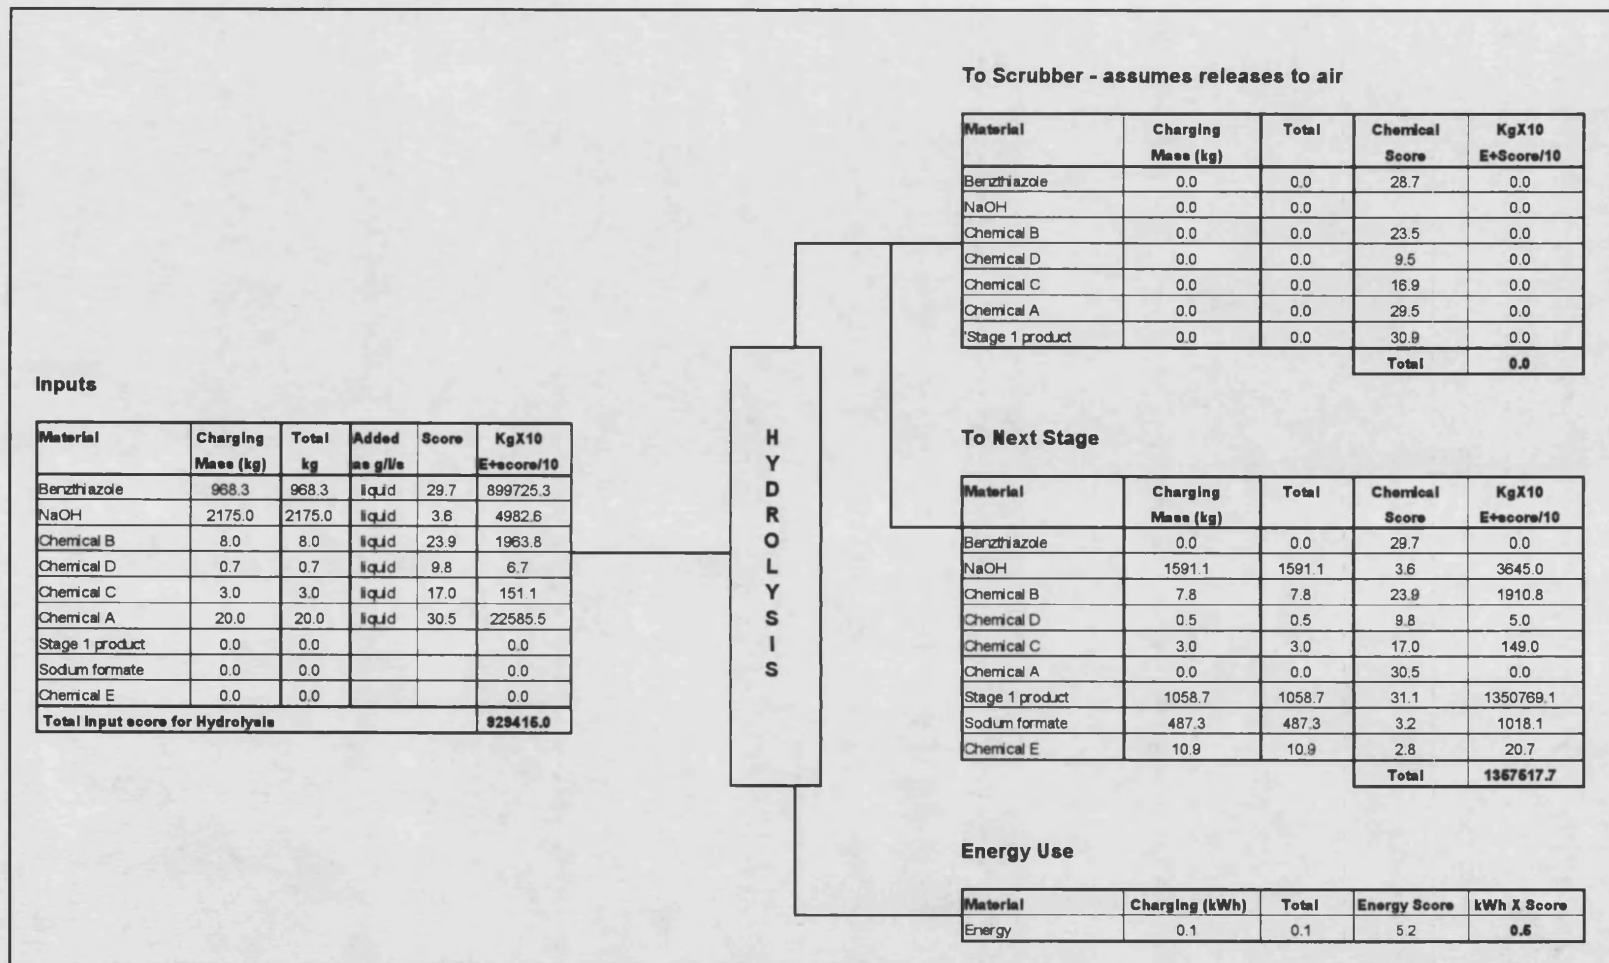 To Scrubber - assumes releases to air
Material Charging Total Chemical KgX10
Mass (kg) Score E+Score/10
Benzthiazole 0.0 0.0 28.7 0.0
NaOH 0.0 0.0 0.0
Chemical B 0.0 0.0 23.5 0.0
Chemical D 0.0 0.0 9.5 0.0
Chemical C 0.0 0.0 16.9 0.0
Chemical A 0.0 0.0 29.5 0.0
'Stage 1 product 0.0 0.0 30.9 0.0
Total 0.0
Inputs
Material Charging Total Added Score KgX10
Mass (kg) kg as g/l/s E+score/10
Benzthiazole 968.3 968.3 liquid 29.7 899725.3
NaOH 2175.0 2175.0 liquid 3.6 4982.6
Chemical B 8.0 8.0 liquid 23.9 1963.8
Chemical D 0.7 0.7 liquid 9.8 6.7
Chemical C 3.0 3.0 liquid 17.0 151.1
Chemical A 20.0 20.0 liquid 30.5 22585.5
Stage 1 product 0.0 0.0 0.0
Sodium formate 0.0 0.0 0.0
Chemical E 0.0 0.0 0.0
Total Input score for Hydrolysis 929415.0
H
Y
D
R
O
L
Y
S
I
S
To Next Stage
Material Charging Total Chemical KgX10
Mass (kg) Score E+score/10
Benzthiazole 0.0 0.0 29.7 0.0
NaOH 1591.1 1591.1 3.6 3645.0
Chemical B 7.8 7.8 23.9 1910.8
Chemical D 0.5 0.5 9.8 5.0
Chemical C 3.0 3.0 17.0 149.0
Chemical A 0.0 0.0 30.5 0.0
Stage 1 product 1058.7 1058.7 31.1 1350769.1
Sodium formate 487.3 487.3 3.2 1018.1
Chemical E 10.9 10.9 2.8 20.7
Total 1357517.7
Energy Use
Material Charging (kWh) Total Energy Score kWh X Score
Energy 0.1 0.1 5.2 0.5